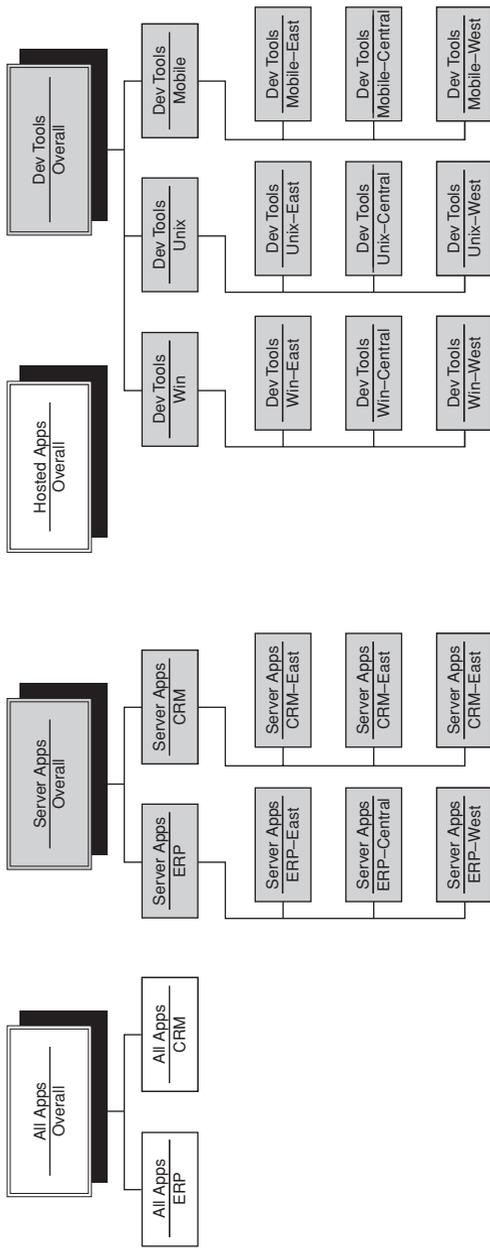 All Apps
Overall
All Apps
ERP
All Apps
CRM
Server Apps
Overall
Server Apps
ERP
Server Apps
CRM
Server Apps
ERP–East
Server Apps
CRM–East
Server Apps
ERP–Central
Server Apps
CRM–East
Server Apps
ERP–West
Server Apps
CRM–East
Hosted Apps
Overall
Dev Tools
Overall
Dev Tools
Win
Dev Tools
Unix
Dev Tools
Mobile
Dev Tools
Win–East
Dev Tools
Unix–East
Dev Tools
Mobile–East
Dev Tools
Win–Central
Dev Tools
Unix–Central
Dev Tools
Mobile–Central
Dev Tools
Win–West
Dev Tools
Unix–West
Dev Tools
Mobile–West